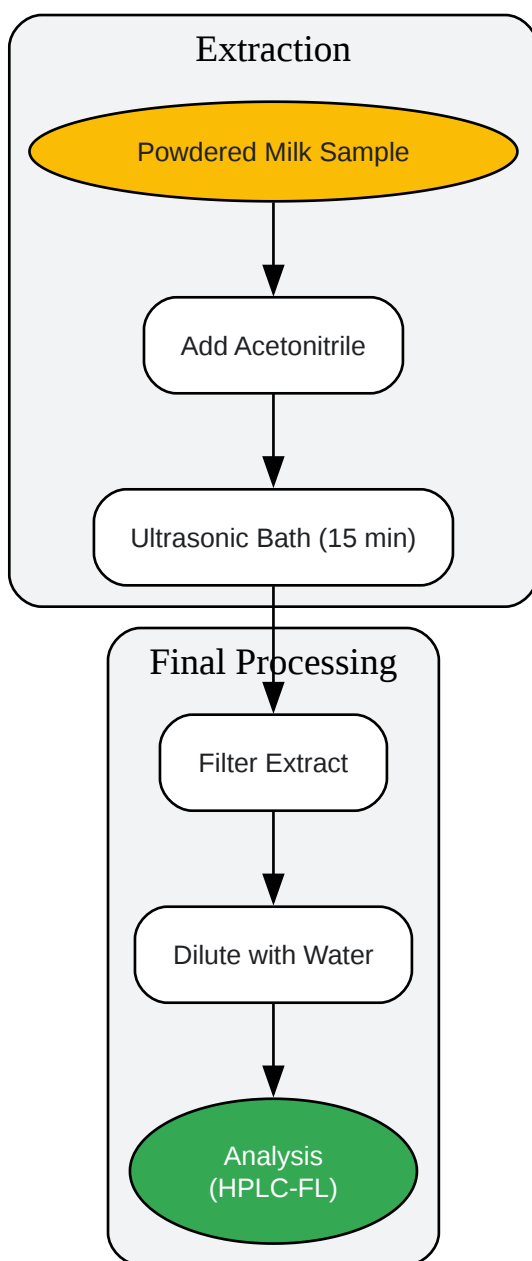 Extraction
Powdered Milk Sample
Add Acetonitrile
Ultrasonic Bath (15 min)
Final Processing
Filter Extract
Dilute with Water
Analysis
(HPLC-FL)